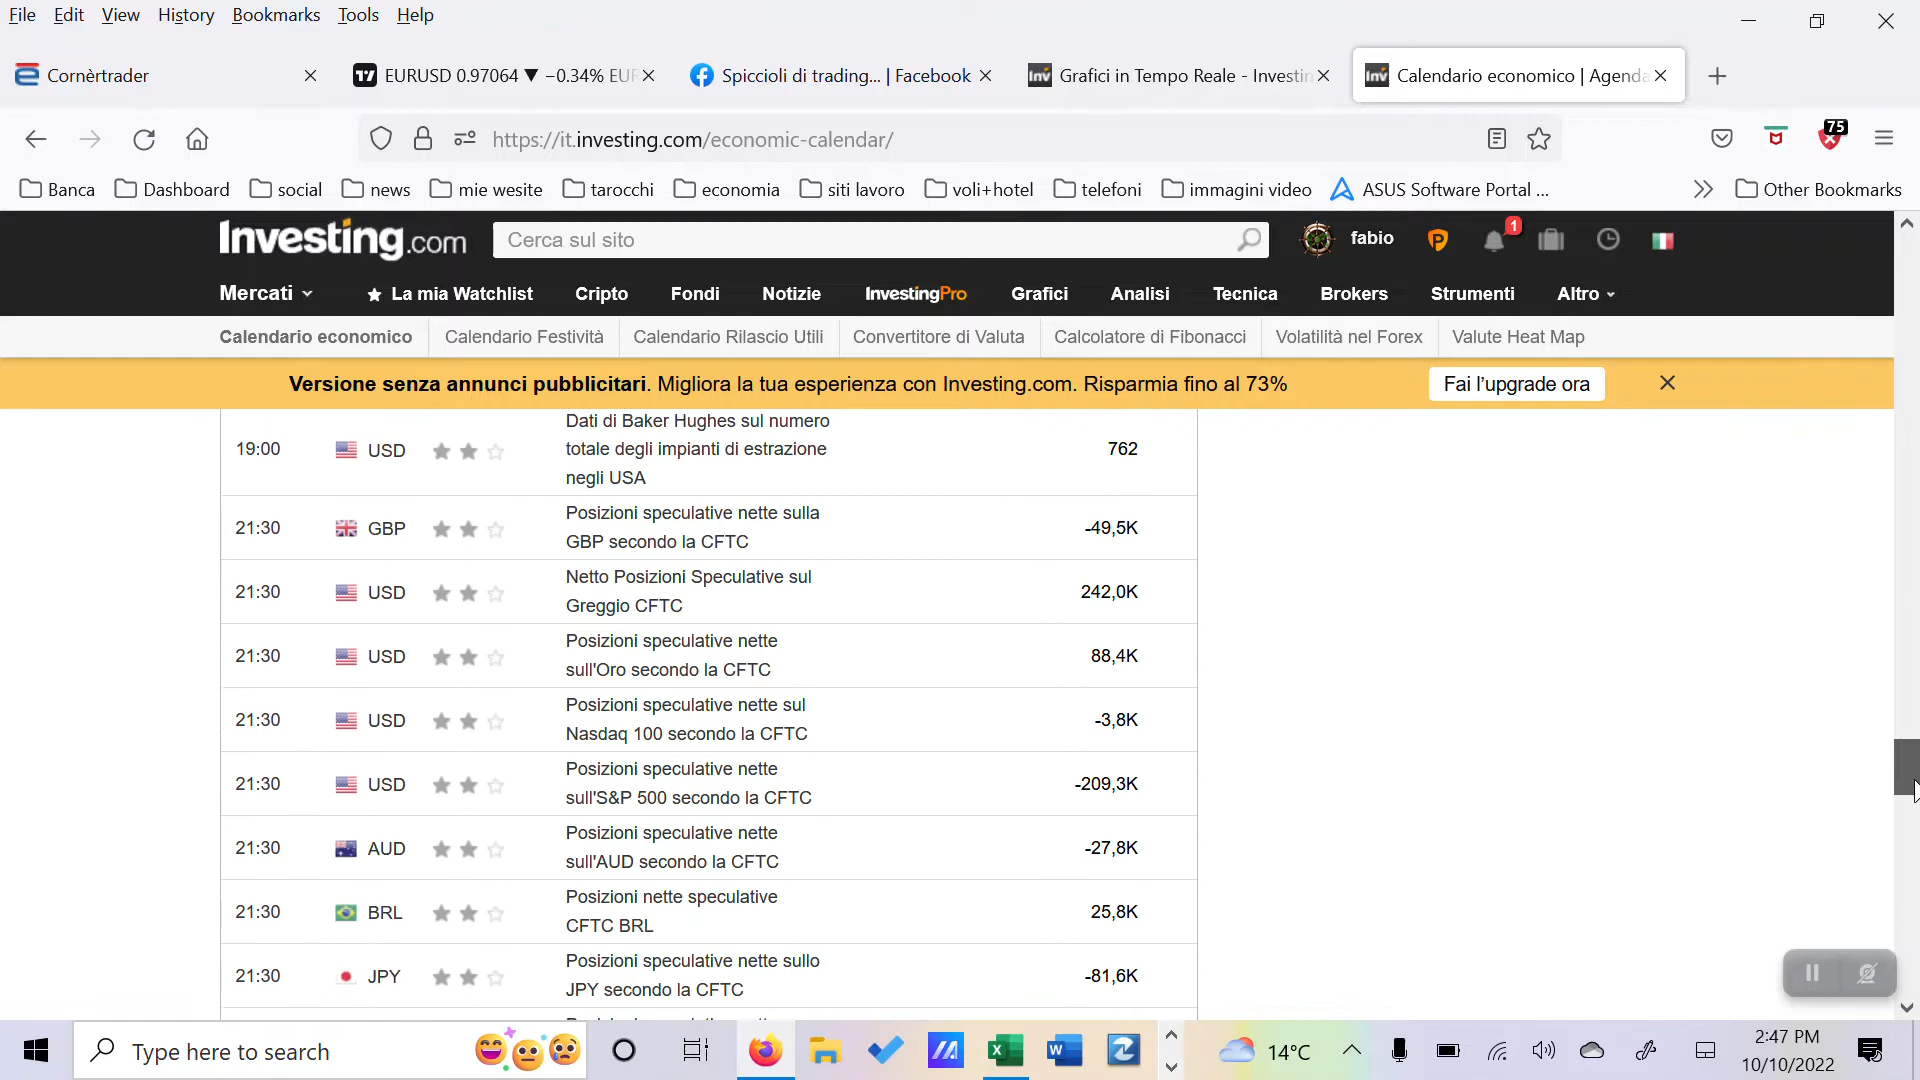 File Edit View History Bookmarks Tools Help
Cornèrtrader
EURUSD 0.97064 ▼ −0.34% EUR
Spiccioli di trading... | Facebook
Grafici in Tempo Reale - Investin
Calendario economico | Agenda
https://it.investing.com/economic-calendar/
75
Banca Dashboard social news mie wesite tarocchi economia siti lavoro voli+hotel telefoni immagini video ASUS Software Portal ... Other Bookmarks
Investing.com
Cerca sul sito
fabio
1
Mercati La mia Watchlist Cripto Fondi Notizie InvestingPro Grafici Analisi Tecnica Brokers Strumenti Altro
Calendario economico Calendario Festività Calendario Rilascio Utili Convertitore di Valuta Calcolatore di Fibonacci Volatilità nel Forex Valute Heat Map
Versione senza annunci pubblicitari. Migliora la tua esperienza con Investing.com. Risparmia fino al 73% Fai l'upgrade ora
Dati di Baker Hughes sul numero
19:00 USD totale degli impianti di estrazione 762
negli USA
Posizioni speculative nette sulla
21:30 GBP -49,5K
GBP secondo la CFTC
Netto Posizioni Speculative sul
21:30 USD 242,0K
Greggio CFTC
Posizioni speculative nette
21:30 USD 88,4K
sull'Oro secondo la CFTC
Posizioni speculative nette sul
21:30 USD -3,8K
Nasdaq 100 secondo la CFTC
Posizioni speculative nette
21:30 USD -209,3K
sull'S&P 500 secondo la CFTC
Posizioni speculative nette
21:30 AUD -27,8K
sull'AUD secondo la CFTC
Posizioni nette speculative
21:30 BRL 25,8K
CFTC BRL
Posizioni speculative nette sullo
21:30 JPY -81,6K
JPY secondo la CFTC
Type here to search
14°C
2:47 PM
10/10/2022